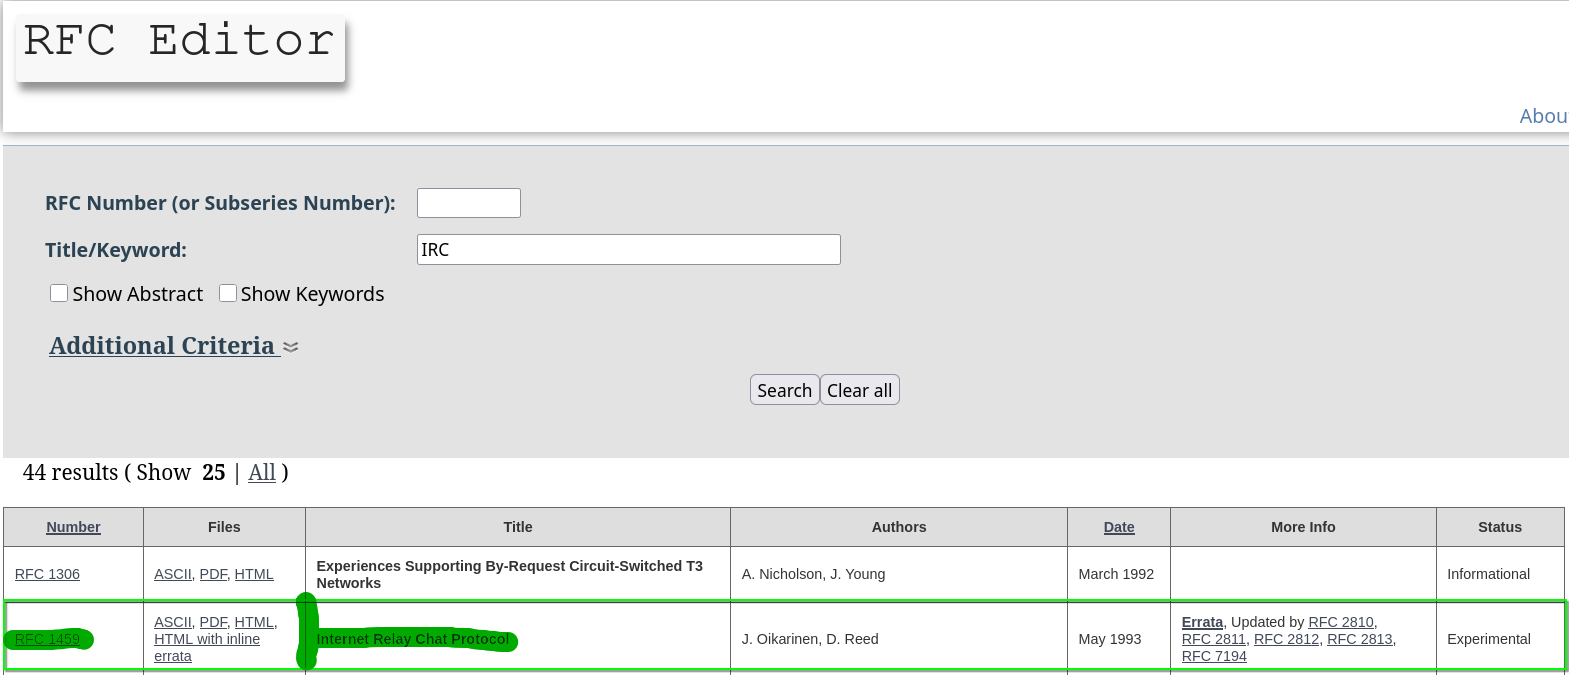 RFC Editor
Abou
RFC Number (or Subseries Number):
Title/Keyword: IRC
Show Abstract Show Keywords
Additional Criteria
Search Clear all
44 results ( Show 25 | All )
Number Files Title Authors Date More Info Status
RFC 1306 ASCII, PDF, HTML Experiences Supporting By-Request Circuit-Switched T3
Networks A. Nicholson, J. Young March 1992 Informational
RFC 1459 ASCII, PDF, HTML,
HTML with inline
errata Internet Relay Chat Protocol J. Oikarinen, D. Reed May 1993 Errata, Updated by RFC 2810,
RFC 2811, RFC 2812, RFC 2813,
RFC 7194 Experimental